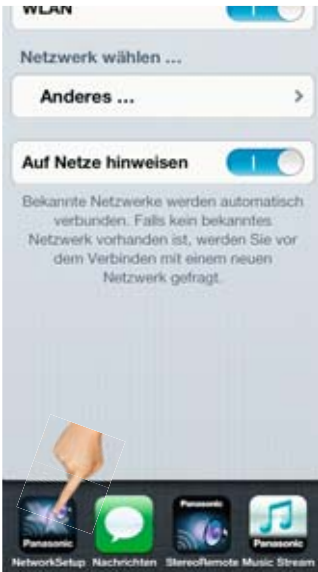 WLAN
Netzwerk wählen ...
Anderes ...
Auf Netze hinweisen
Bekannte Netzwerke werden automatisch
verbunden. Falls kein bekanntes
Netzwerk vorhanden ist, werden Sie vor
dem Verbinden mit einem neuen
Netzwerk gefragt.
Panasonic
Panasonic
Panasonic
NetworkSetup Nachrichten StereoRemote Music Stream